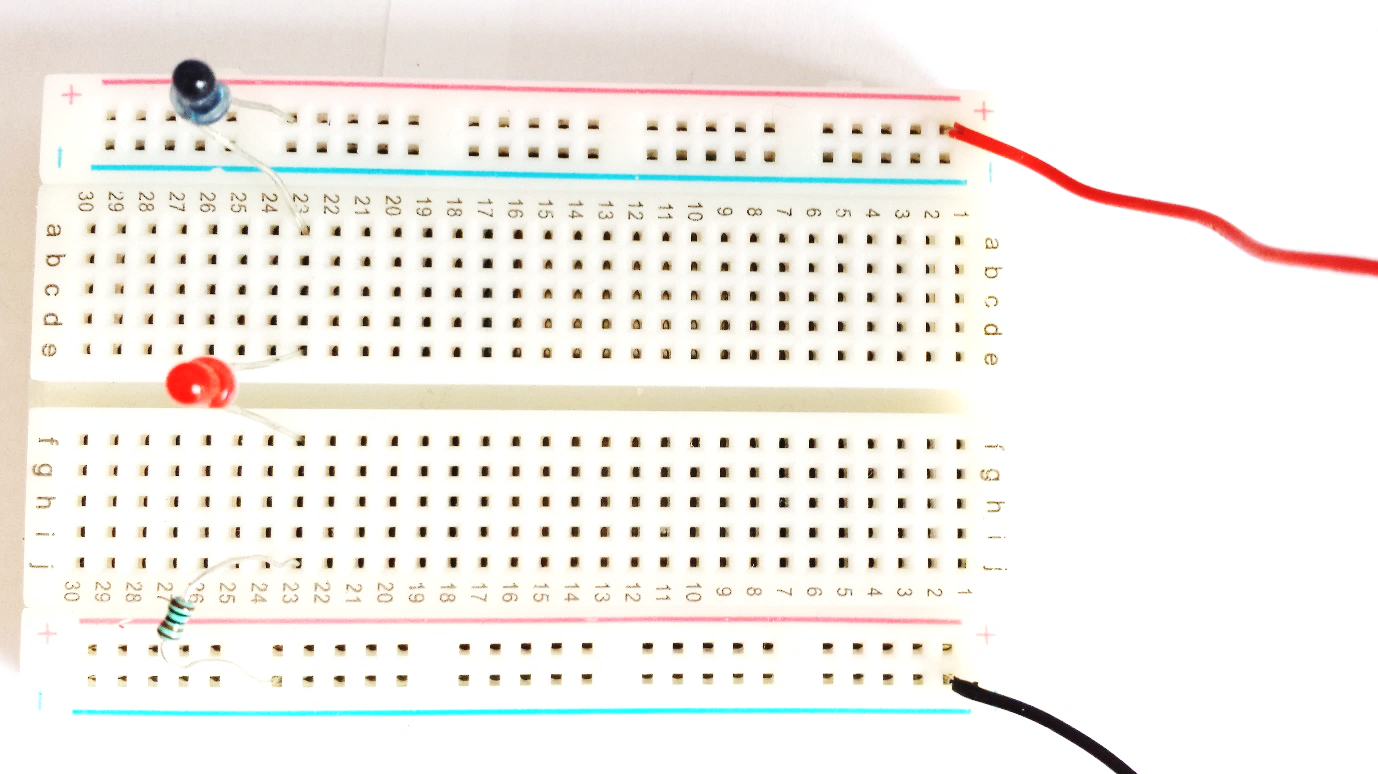 + +
- -
30 29 28 27 26 25 24 23 22 21 20 19 18 17 16 15 14 13 12 11 10 9 8 7 6 5 4 3 2 1
a a
b b
c c
d d
e e
f f
g g
h h
i i
j j
30 29 28 27 26 25 24 23 22 21 20 19 18 17 16 15 14 13 12 11 10 9 8 7 6 5 4 3 2 1
+ +
- -